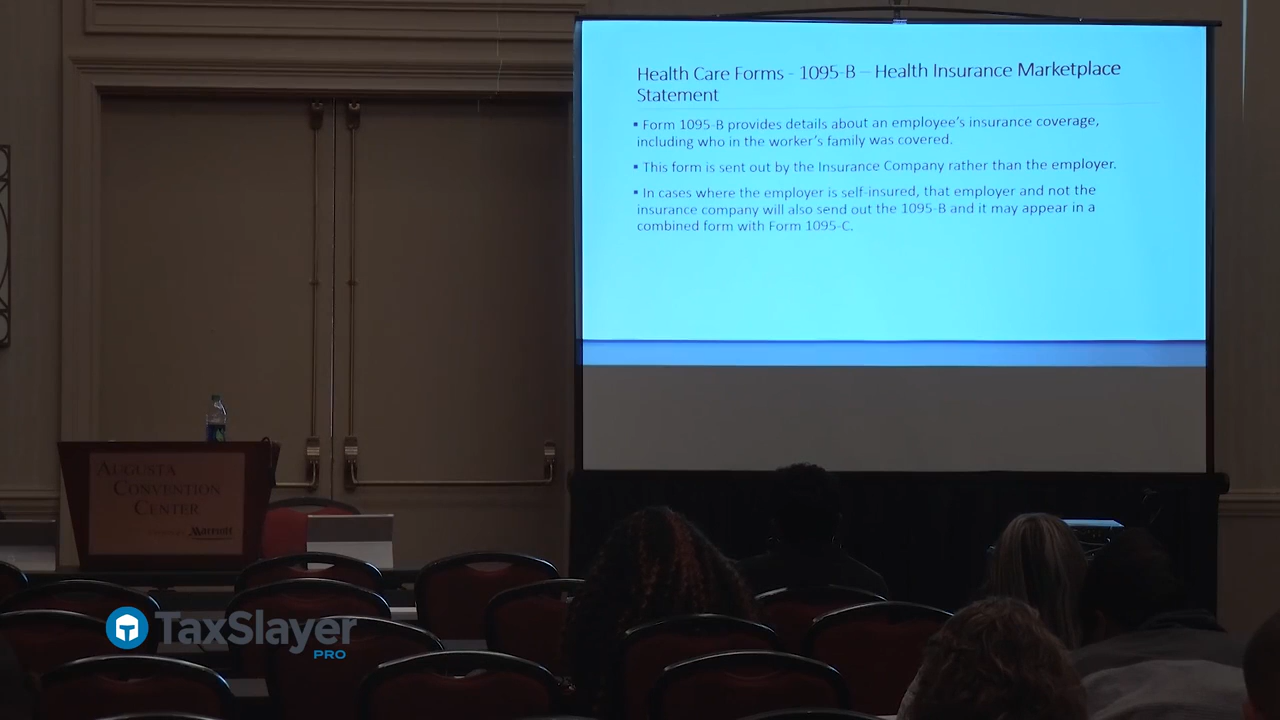 Health Care Forms - 1095-B – Health Insurance Marketplace
Statement
▪ Form 1095-B provides details about an employee's insurance coverage,
including who in the worker's family was covered.
▪ This form is sent out by the Insurance Company rather than the employer.
▪ In cases where the employer is self-insured, that employer and not the
insurance company will also send out the 1095-B and it may appear in a
combined form with Form 1095-C.
AUGUSTA
CONVENTION
CENTER
Marriott
TaxSlayer
PRO